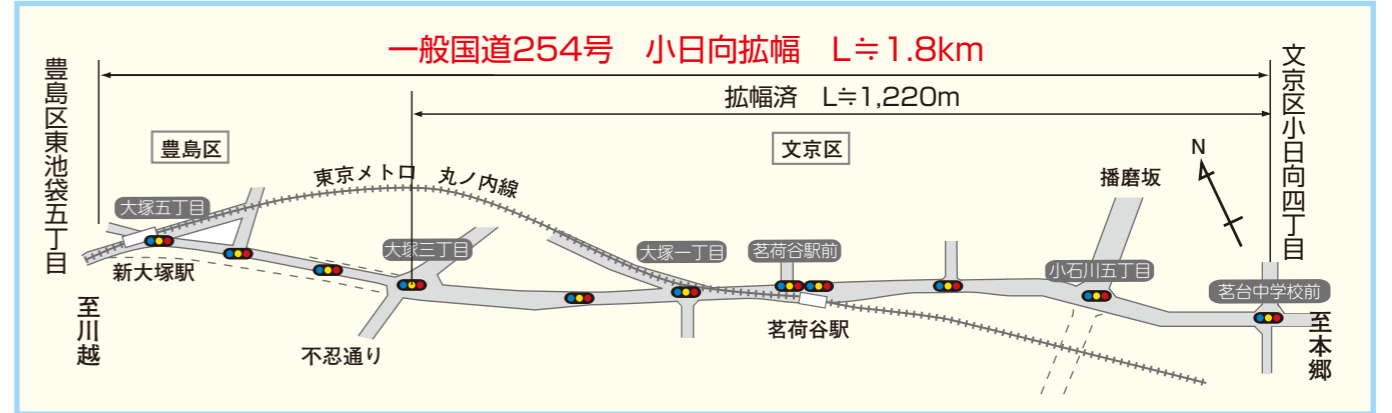 一般国道254号　小日向拡幅　L≒1.8km
拡幅済　L≒1,220m
豊島区東池袋五丁目
文京区小日向四丁目
豊島区
文京区
東京メトロ　丸ノ内線
N
播磨坂
大塚五丁目
新大塚駅
大塚三丁目
大塚一丁目
茗荷谷駅前
小石川五丁目
茗台中学校前
茗荷谷駅
不忍通り
至川越
至本郷